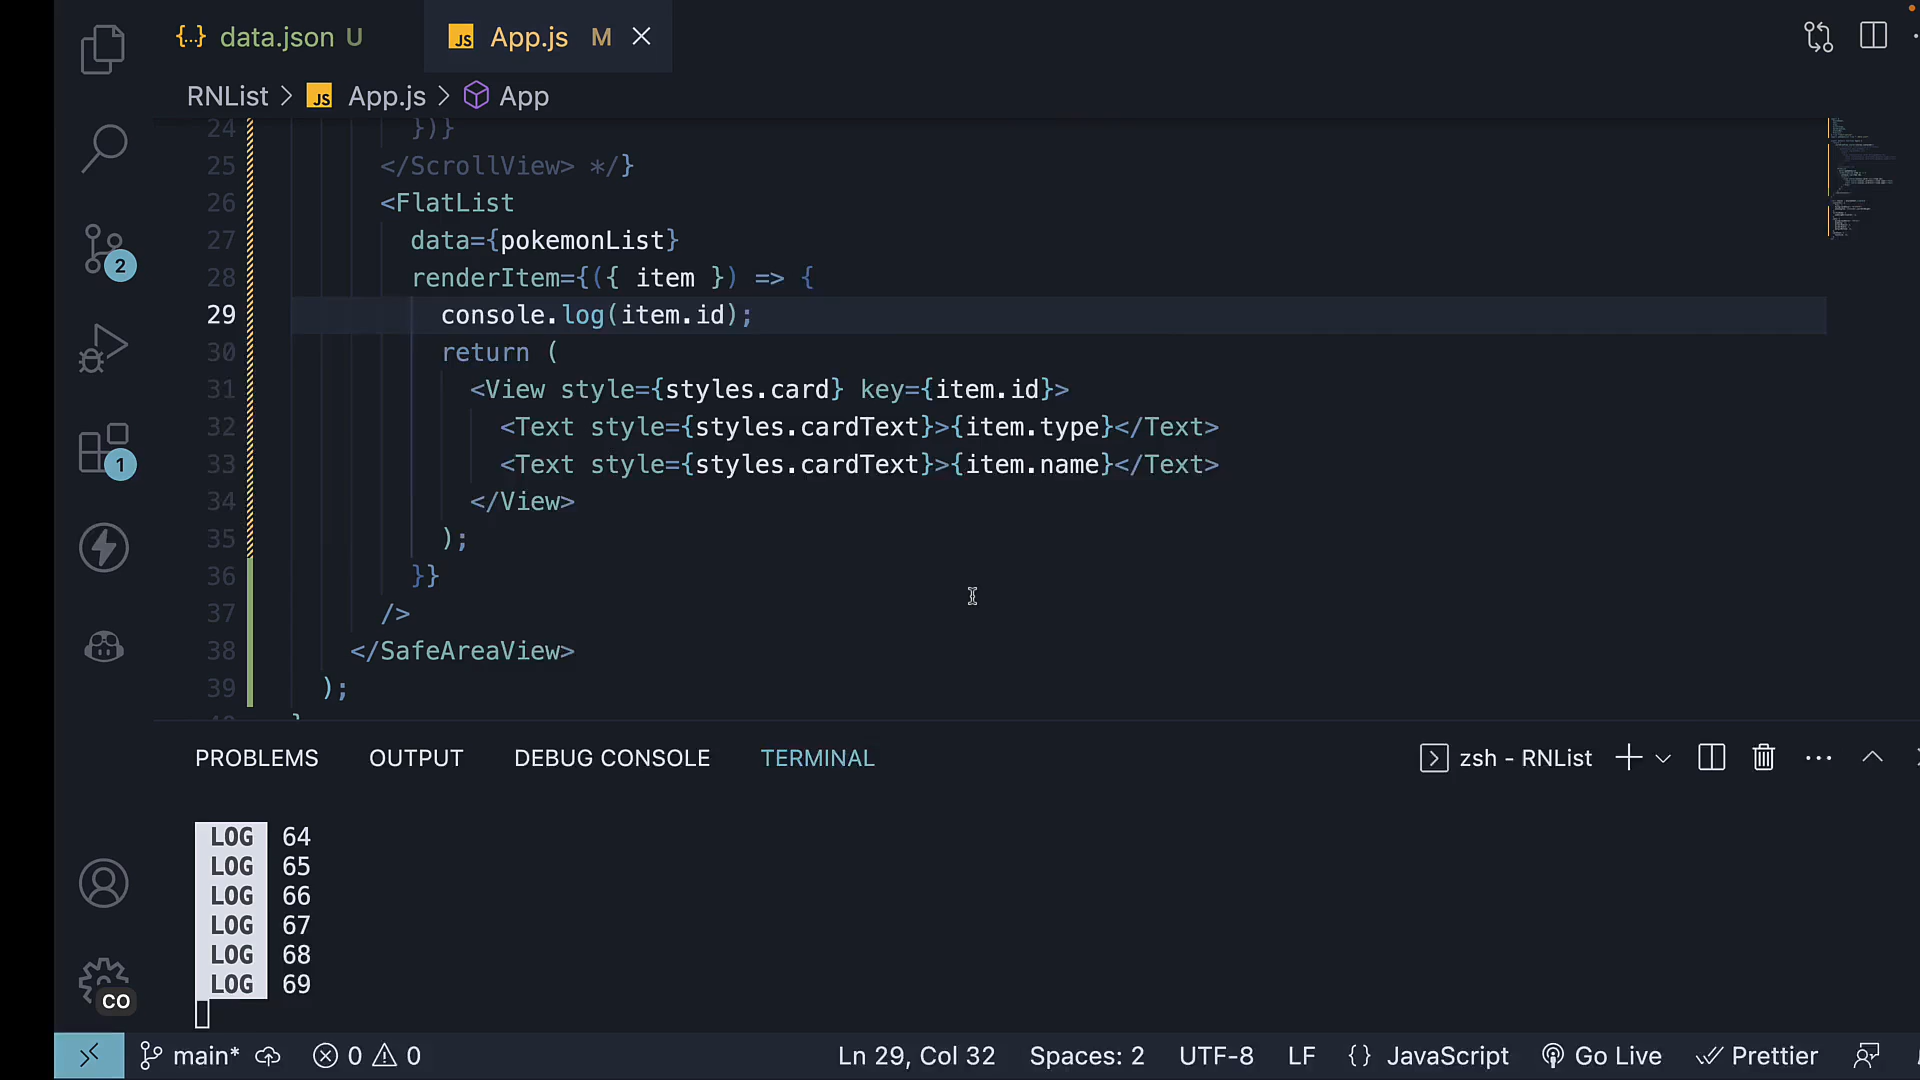 {..} data.json U
JS App.js M
RNList > JS App.js > App
24 })}
25 </ScrollView> */}
26 <FlatList
27 data={pokemonList}
28 renderItem={({ item }) => {
29 console.log(item.id);
30 return (
31 <View style={styles.card} key={item.id}>
32 <Text style={styles.cardText}>{item.type}</Text>
33 <Text style={styles.cardText}>{item.name}</Text>
34 </View>
35 );
36 }}
37 />
38 </SafeAreaView>
39 );
2
1
PROBLEMS OUTPUT DEBUG CONSOLE TERMINAL zsh - RNList
LOG 64
LOG 65
LOG 66
LOG 67
LOG 68
LOG 69
CO
main* 0 0 Ln 29, Col 32 Spaces: 2 UTF-8 LF {} JavaScript Go Live Prettier